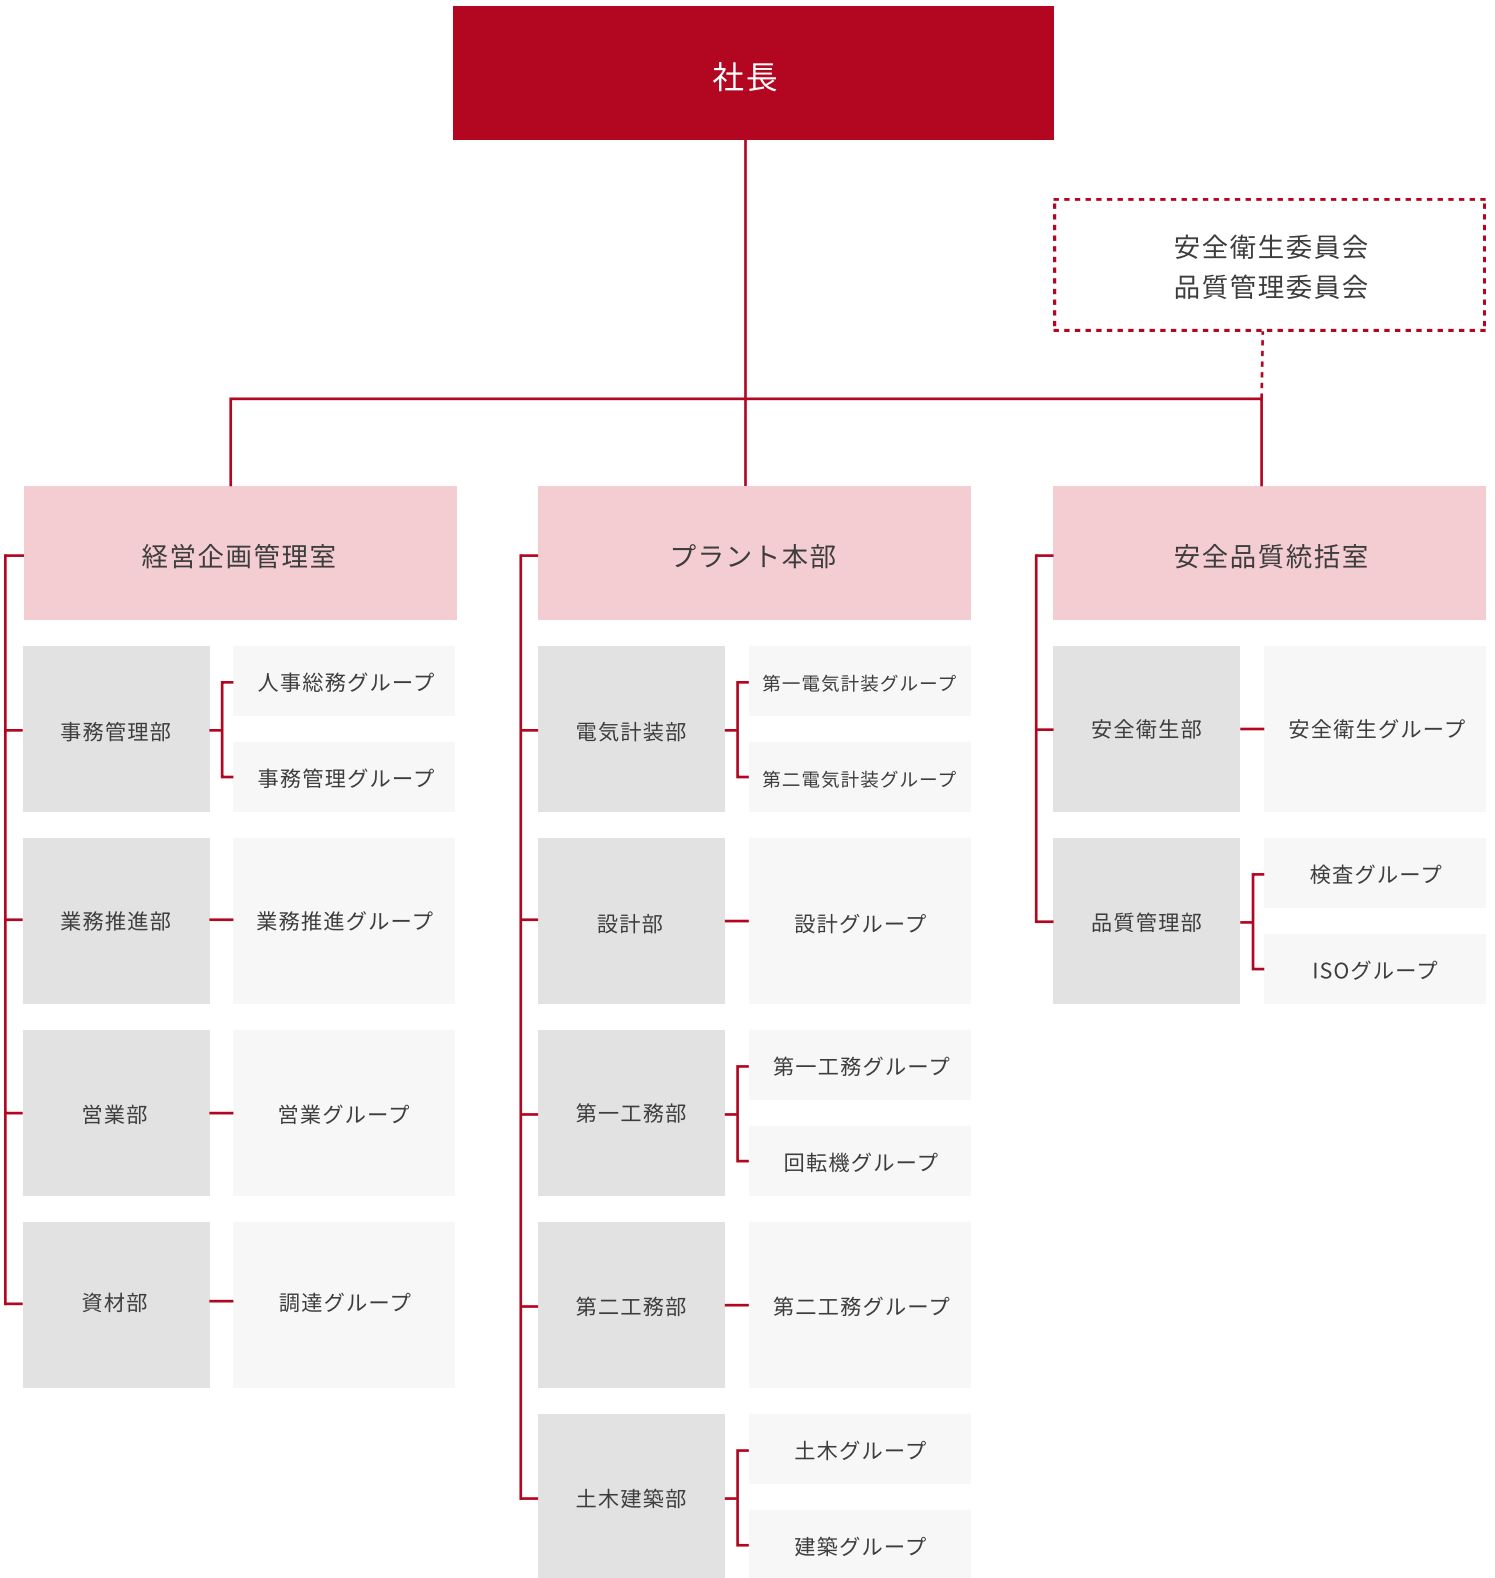 社長
安全衛生委員会
品質管理委員会
経営企画管理室
事務管理部
人事総務グループ
事務管理グループ
業務推進部
業務推進グループ
営業部
営業グループ
資材部
調達グループ
プラント本部
電気計装部
第一電気計装グループ
第二電気計装グループ
設計部
設計グループ
第一工務部
第一工務グループ
回転機グループ
第二工務部
第二工務グループ
土木建築部
土木グループ
建築グループ
安全品質統括室
安全衛生部
安全衛生グループ
品質管理部
検査グループ
ISOグループ